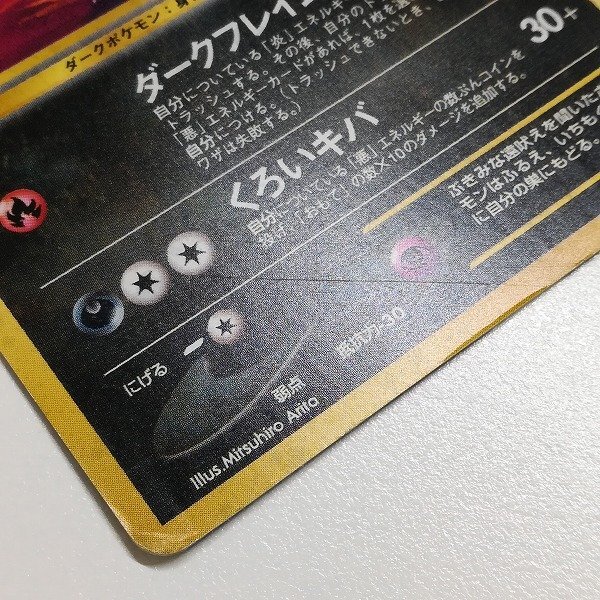 ダークポケモン：身
ダークフレイ
自分についている「炎」エネルギー
トラッシュする。その後、自分のト
「悪」エネルギーカードがあれば、1枚を選
自分につける。（トラッシュできないとき、
ワザは失敗する。）
くろいキバ
30+
自分についている「悪」エネルギーの数ぶんコインを
投げ、「おもて」の数×10のダメージを追加する。
ぶきみな遠吠えを聞いた
モンはふるえ、いちも
に自分の巣にもどる。
にげる
弱点
抵抗力-30
Illus.Mitsuhiro Arita